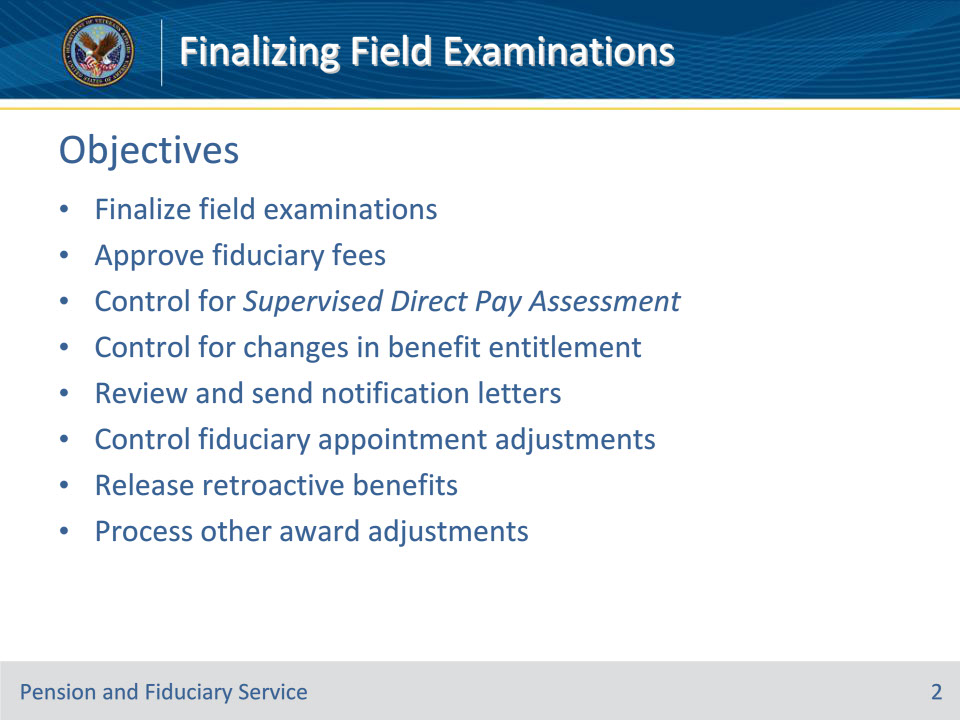 Finalizing Field Examinations
Objectives
• Finalize field examinations
• Approve fiduciary fees
• Control for Supervised Direct Pay Assessment
• Control for changes in benefit entitlement
• Review and send notification letters
• Control fiduciary appointment adjustments
• Release retroactive benefits
• Process other award adjustments
Pension and Fiduciary Service
2